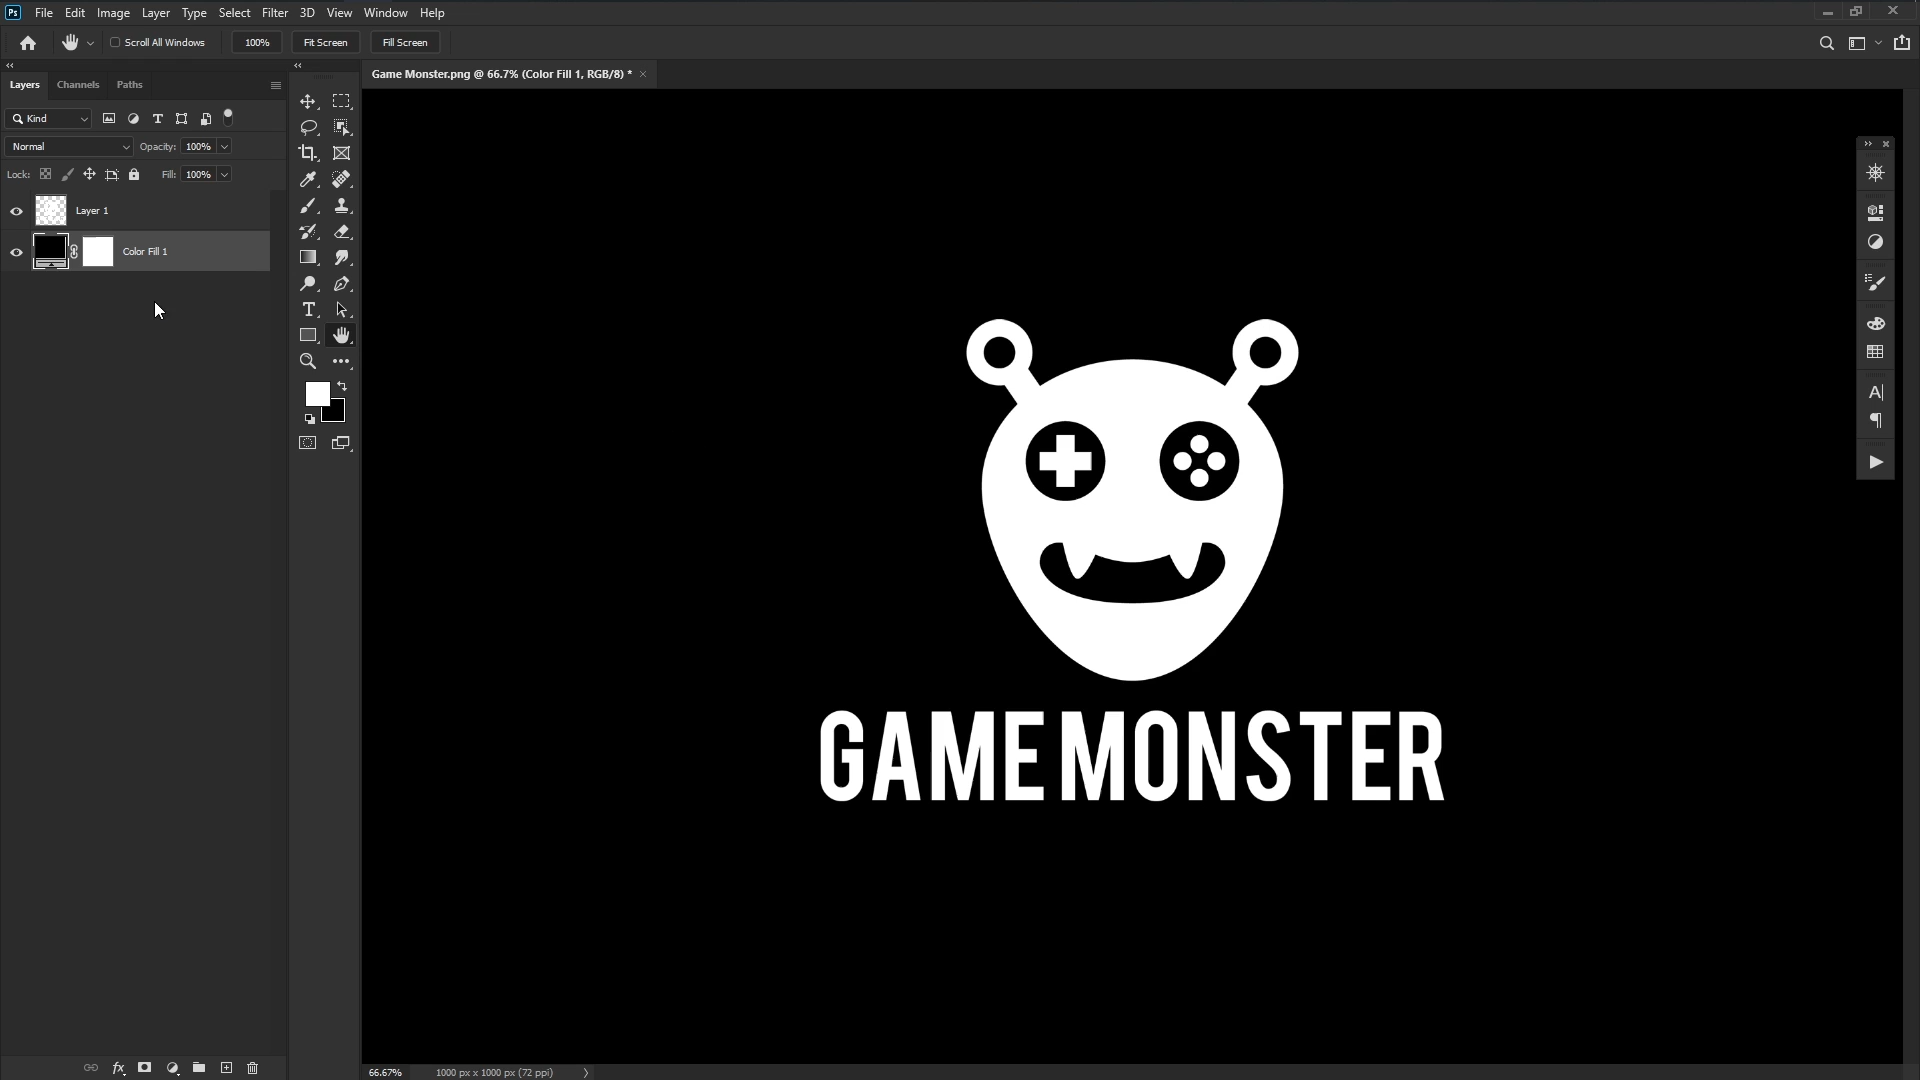 Ps File Edit Image Layer Type Select Filter 3D View Window Help
Scroll All Windows 100% Fit Screen Fill Screen
Layers Channels Paths
Game Monster.png @ 66.7% (Color Fill 1, RGB/8) *
Kind
Normal Opacity: 100%
Lock: Fill: 100%
Layer 1
Color Fill 1
GAME MONSTER
66.67% 1000 px x 1000 px (72 ppi)